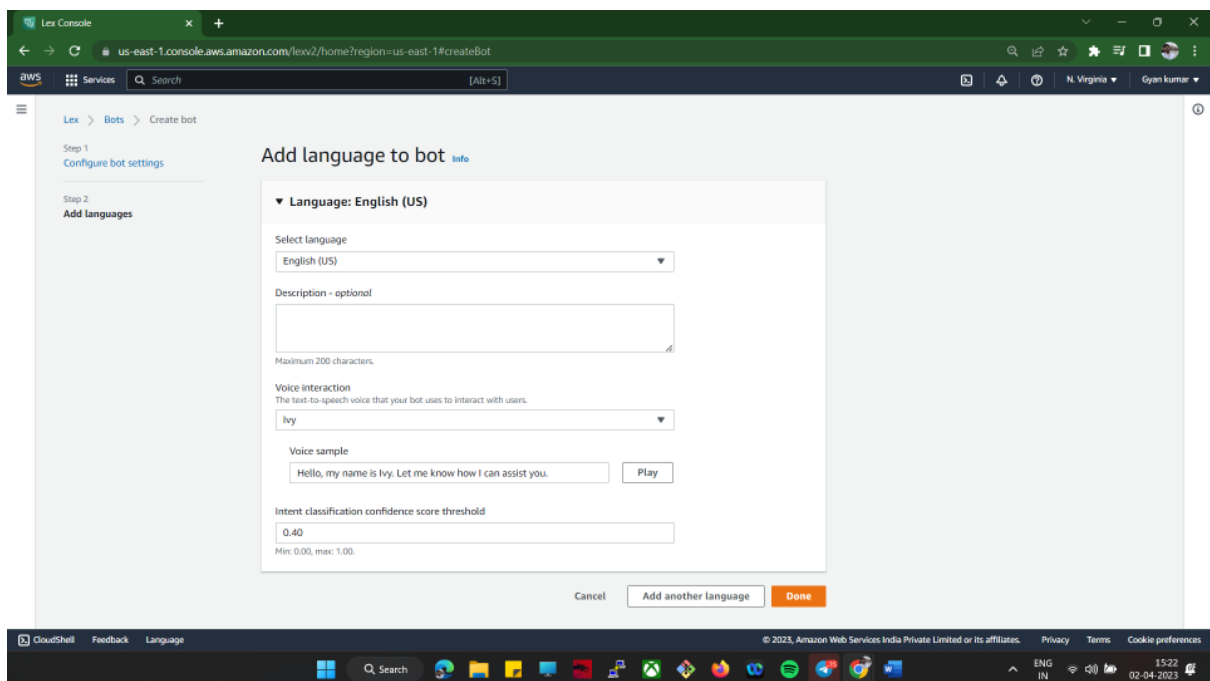 Lex Console
us-east-1.console.aws.amazon.com/lexv2/home?region=us-east-1#createBot
aws Services Search [Alt+S] N. Virginia Gyan kumar
Lex > Bots > Create bot
Step 1
Configure bot settings
Step 2
Add languages
Add language to bot Info
Language: English (US)
Select language
English (US)
Description - optional
Maximum 200 characters.
Voice interaction
The text-to-speech voice that your bot uses to interact with users.
Ivy
Voice sample
Hello, my name is Ivy. Let me know how I can assist you. Play
Intent classification confidence score threshold
0.40
Min: 0.00, max: 1.00.
Cancel Add another language Done
CloudShell Feedback Language © 2023, Amazon Web Services India Private Limited or its affiliates. Privacy Terms Cookie preferences
Search ENG 15:22
IN 02-04-2023